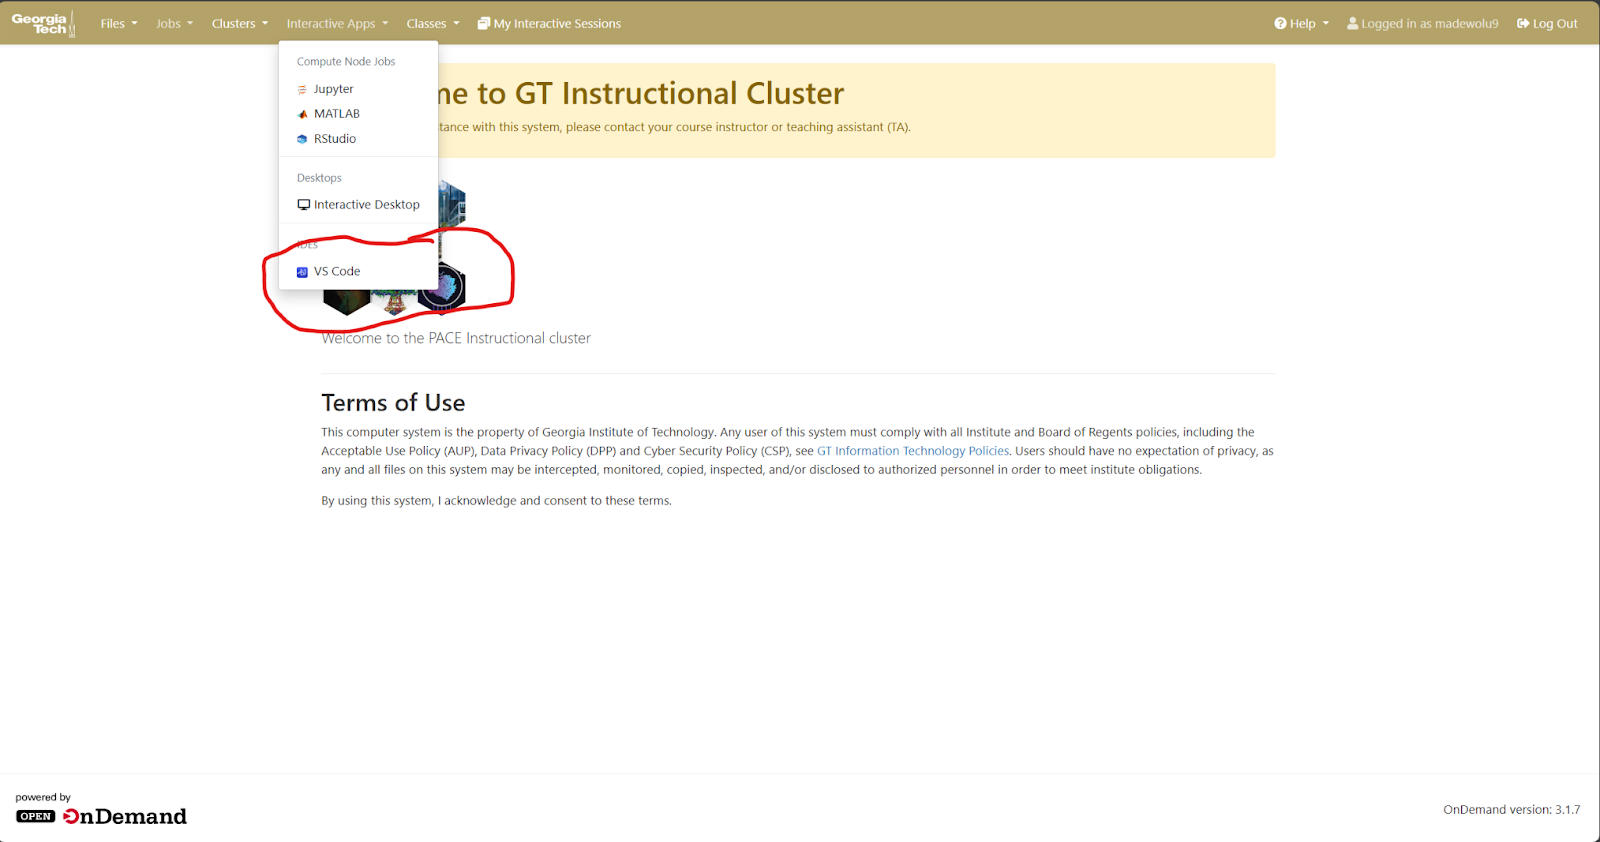 Georgia
Tech
Files Jobs Clusters Interactive Apps Classes My Interactive Sessions Help Logged in as madewolu9 Log Out
Compute Node Jobs
Jupyter
MATLAB
RStudio
Desktops
Interactive Desktop
IDEs
VS Code
me to GT Instructional Cluster
tance with this system, please contact your course instructor or teaching assistant (TA).
Welcome to the PACE Instructional cluster
Terms of Use
This computer system is the property of Georgia Institute of Technology. Any user of this system must comply with all Institute and Board of Regents policies, including the
Acceptable Use Policy (AUP), Data Privacy Policy (DPP) and Cyber Security Policy (CSP), see GT Information Technology Policies. Users should have no expectation of privacy, as
any and all files on this system may be intercepted, monitored, copied, inspected, and/or disclosed to authorized personnel in order to meet institute obligations.
By using this system, I acknowledge and consent to these terms.
powered by
OPEN OnDemand
OnDemand version: 3.1.7